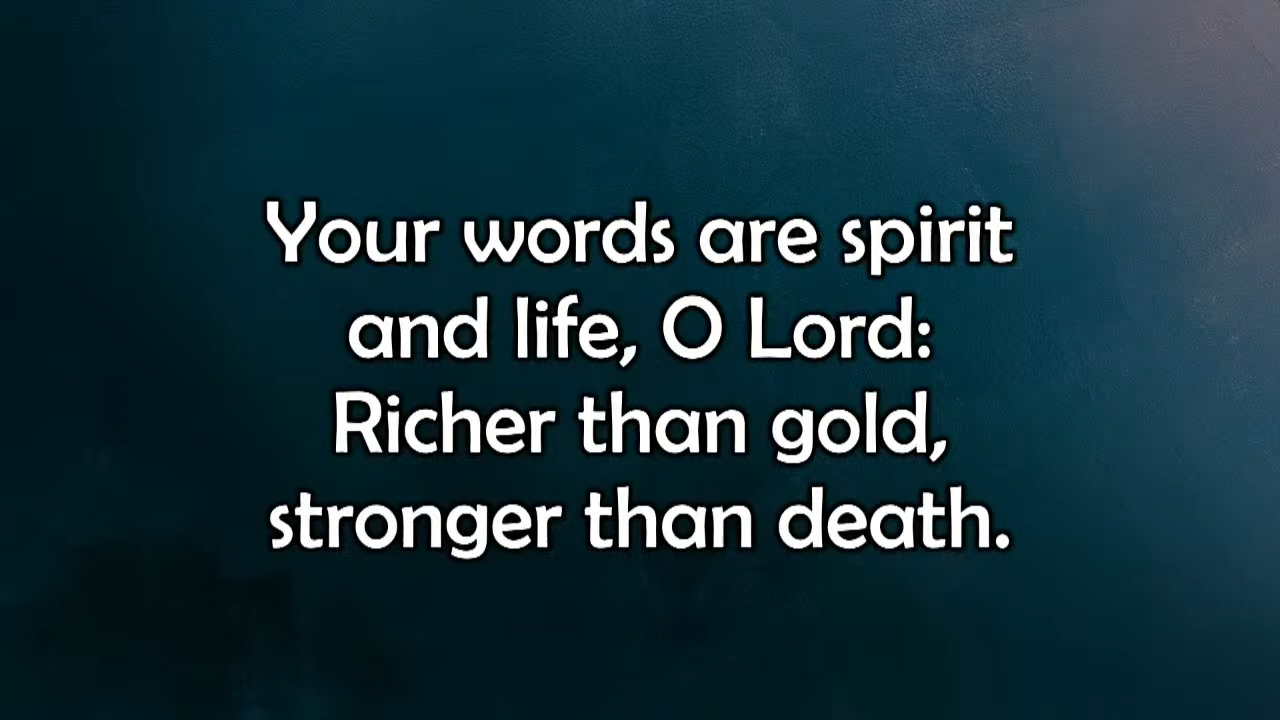 Your words are spirit
and life, O Lord:
Richer than gold,
stronger than death.